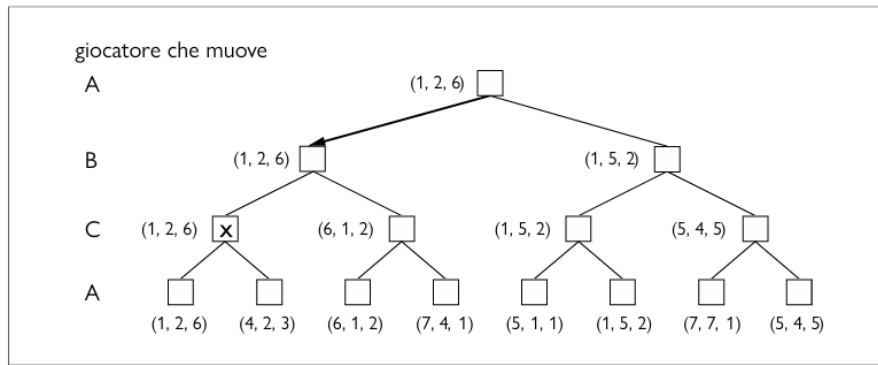 giocatore che muove
A (1, 2, 6)
B (1, 2, 6) (1, 5, 2)
C (1, 2, 6) x (6, 1, 2) (1, 5, 2) (5, 4, 5)
A
(1, 2, 6) (4, 2, 3) (6, 1, 2) (7, 4, 1) (5, 1, 1) (1, 5, 2) (7, 7, 1) (5, 4, 5)